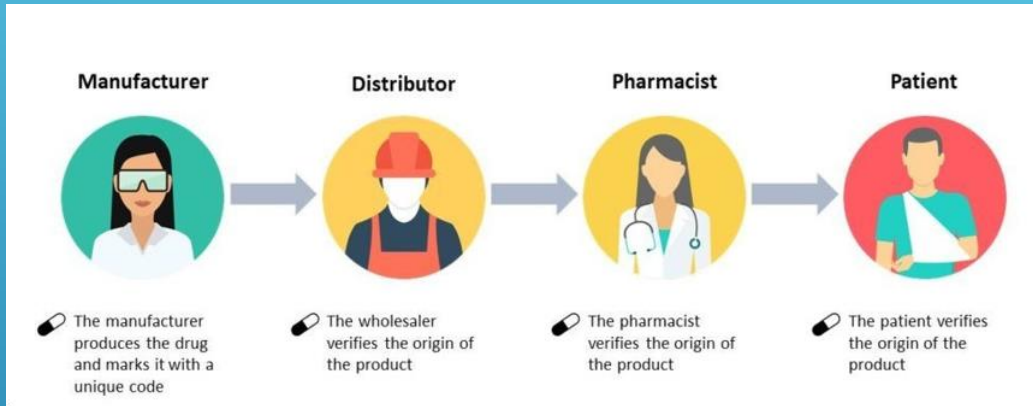 Manufacturer
Distributor
Pharmacist
Patient
The manufacturer
produces the drug
and marks it with a
unique code
The wholesaler
verifies the origin of
the product
The pharmacist
verifies the origin of
the product
The patient verifies
the origin of the
product